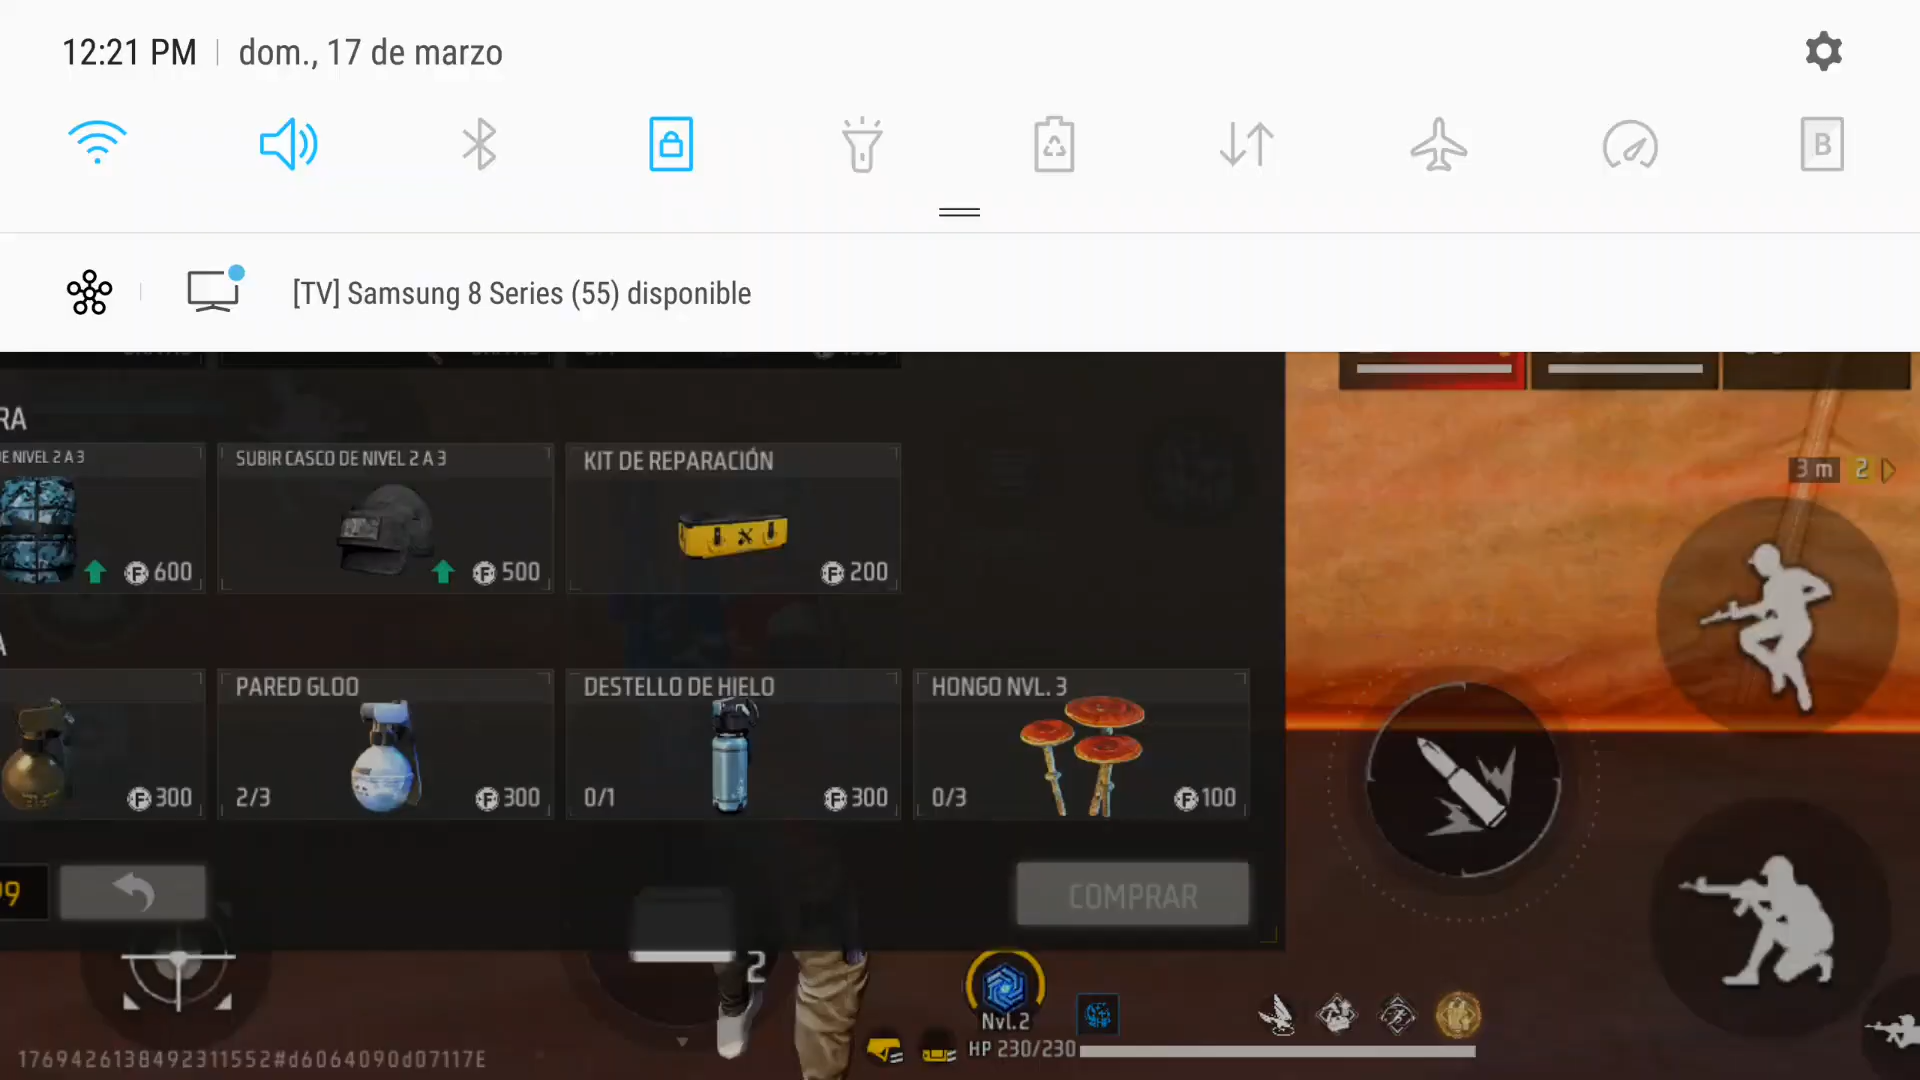 12:21 PM dom., 17 de marzo
B
[TV] Samsung 8 Series (55) disponible
RA
DE NIVEL 2 A 3
600
SUBIR CASCO DE NIVEL 2 A 3
500
KIT DE REPARACIÓN
200
3 m 2
A
300
PARED GLOO
2/3
300
DESTELLO DE HIELO
0/1
300
HONGO NVL. 3
0/3
100
99
COMPRAR
2
Nvl.2
HP 230/230
1769426138492311552#d6064090d07117E